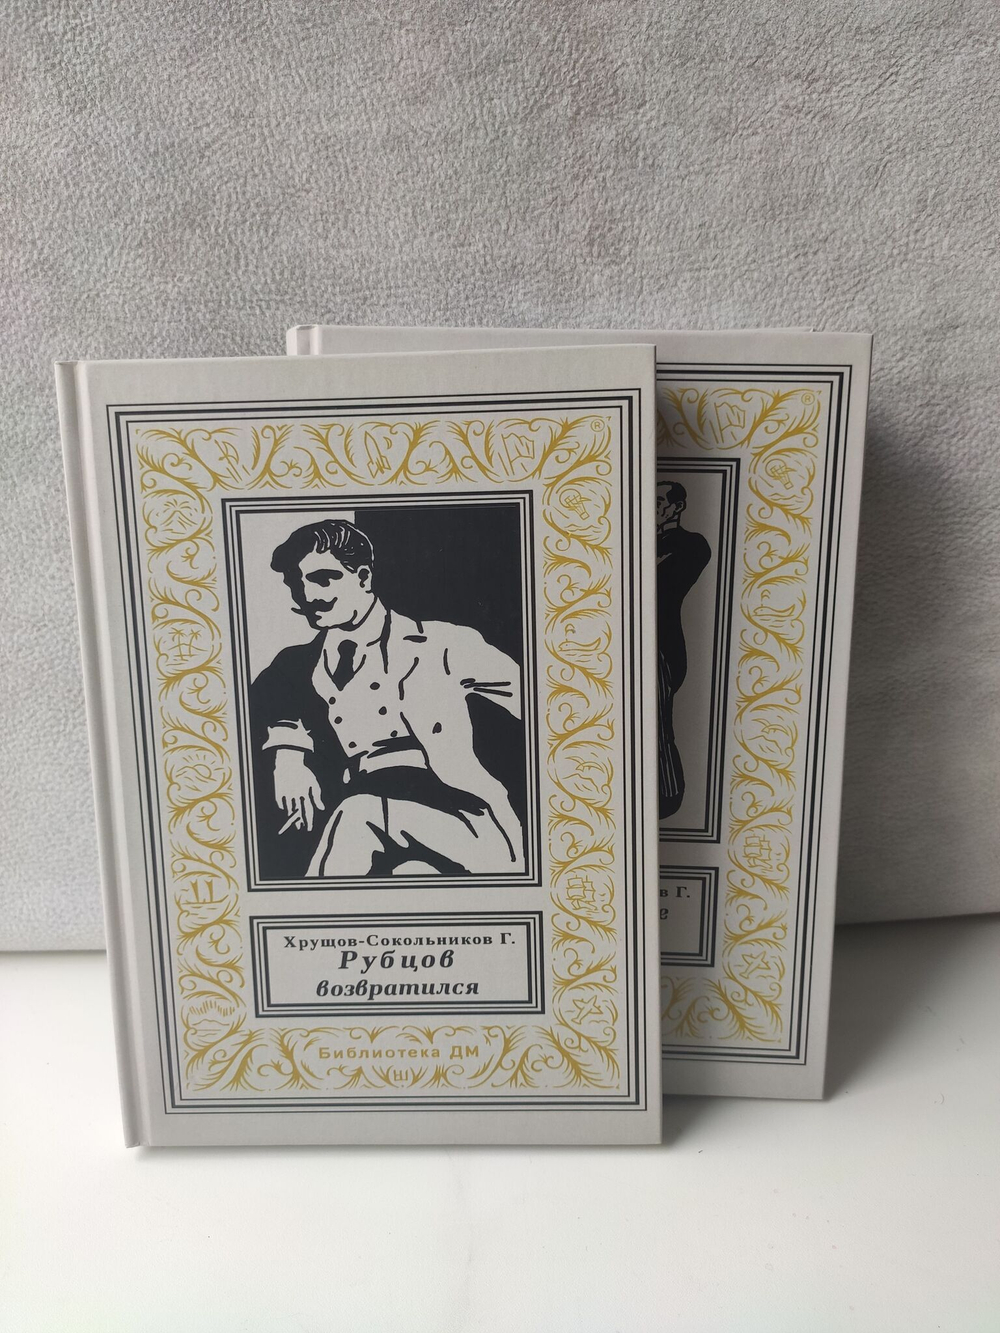 Хрущов-Сокольников Г.
Рубцов
возвратился
Библиотека ДМ
®
®
в Г.
е